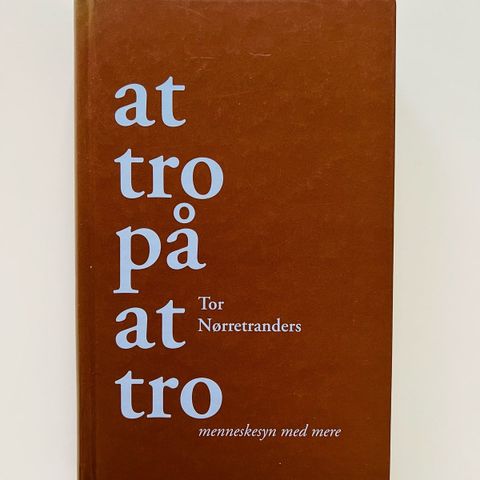 at
tro
på
at
tro
Tor
Nørretranders
menneskesyn med mere